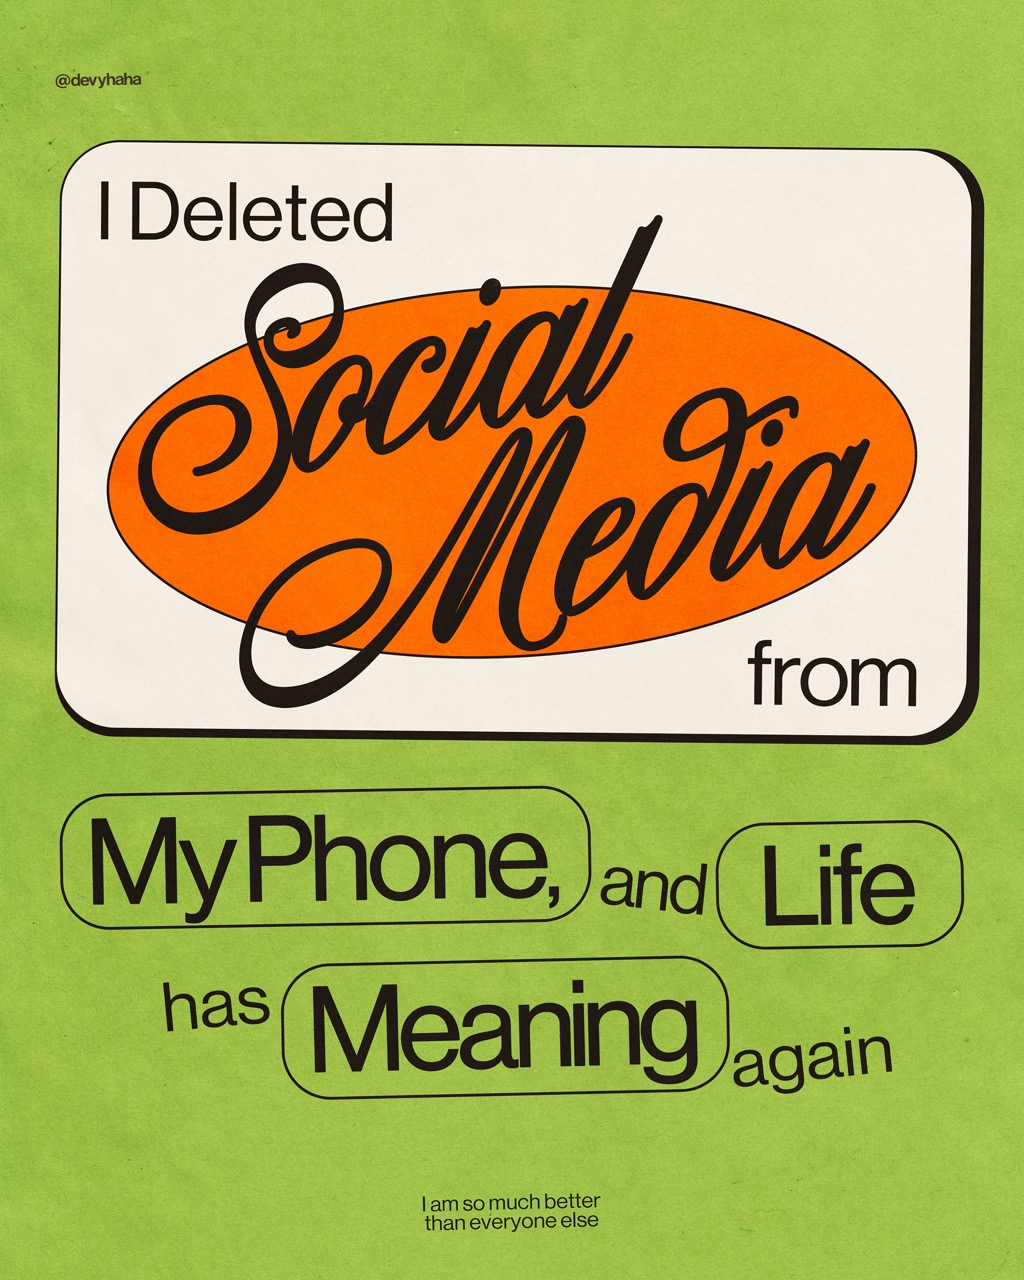 @devyhaha
I Deleted
Social
Media
from
My Phone, and Life
has Meaning again
I am so much better
than everyone else